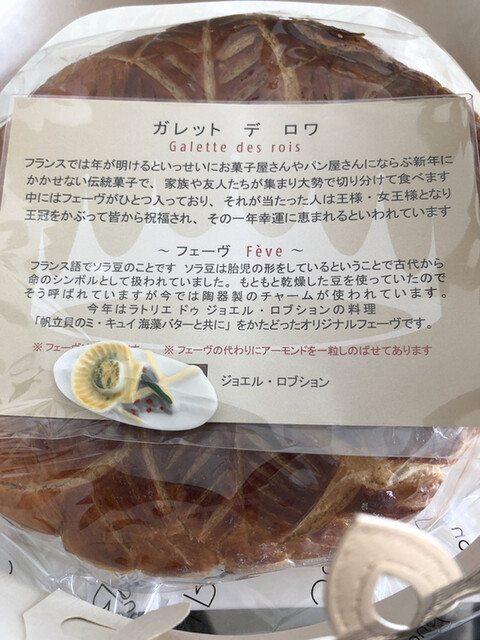 ガレット デ ロワ
Galette des rois
フランスでは年が明けるといっせいにお菓子屋さんやパン屋さんにならぶ新年に
かかせない伝統菓子で、家族や友人たちが集まり大勢で切り分けて食べます
中にはフェーヴがひとつ入っており、それが当たった人は王様・女王様となり
王冠をかぶって皆から祝福され、その一年幸運に恵まれるといわれています
～ フェーヴ Fève ～
フランス語でソラ豆のことです ソラ豆は胎児の形をしているということで古代から
命のシンボルとして扱われていました。もともと乾燥した豆を使っていたので
そう呼ばれていますが今では陶器製のチャームが使われています。
今年はラトリエ ドゥ ジョエル・ロブションの料理
「帆立貝のミ・キュイ 海藻バターと共に」をかたどったオリジナルフェーヴです。
※フェーヴ す。 ※フェーヴの代わりにアーモンドを一粒しのばせてあります
ジョエル・ロブション